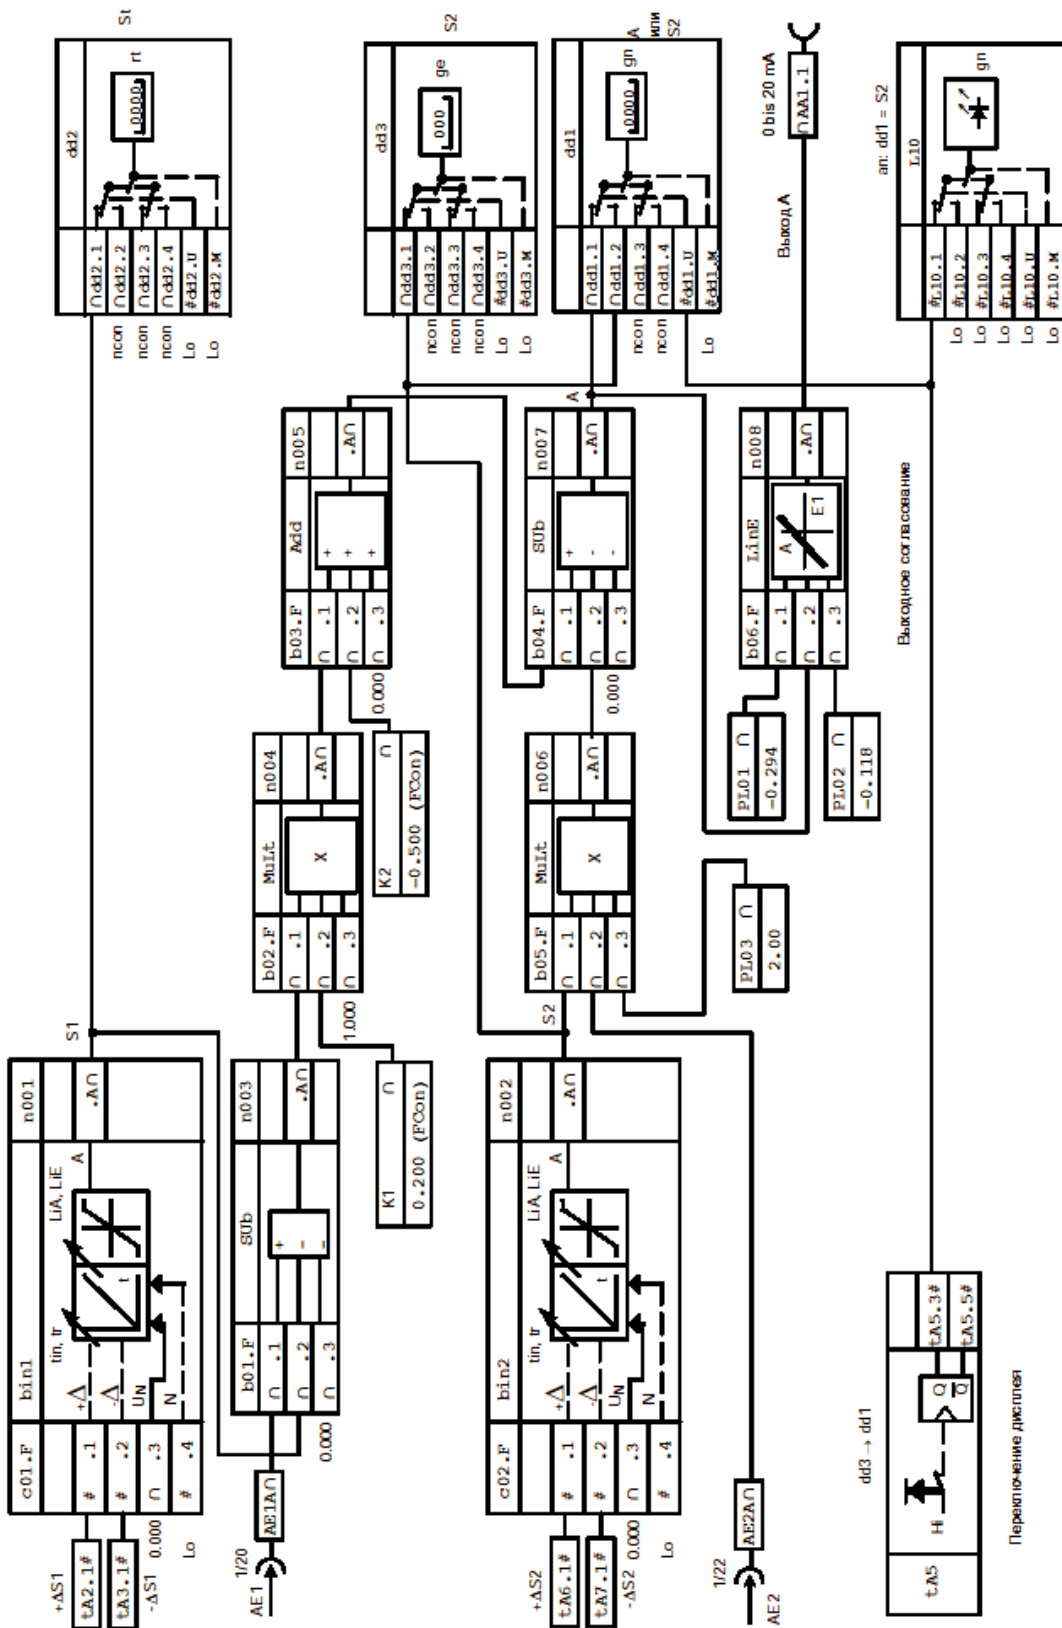 +ΔS1
tA2.1#
tA3.1#
-ΔS1
0.000
Lo
c01.F
bin1
n001
# .1
# .2
∩ .3
# .4
+Δ
-Δ
UN
N
tin, tr
LiA, LiE
t
A
.A∩
S1
1/20
AE1
AE1A∩
b01.F
SUb
n003
∩ .1
∩ .2
∩ .3
0.000
+
-
-
.A∩
K1 ∩
0.200 (FCon)
1.000
b02.F
MuLt
n004
∩ .1
∩ .2
∩ .3
X
.A∩
K2 ∩
-0.500 (FCon)
0.000
b03.F
Add
n005
∩ .1
∩ .2
∩ .3
+
+
+
.A∩
St
dd2
rt
0000
∩dd2.1
∩dd2.2
∩dd2.3
∩dd2.4
#dd2.U
#dd2.M
ncon
ncon
ncon
Lo
Lo
+ΔS2
tA6.1#
tA7.1#
-ΔS2
0.000
Lo
c02.F
bin2
n002
# .1
# .2
∩ .3
# .4
+Δ
-Δ
UN
N
tin, tr
LiA, LiE
t
A
.A∩
S2
1/22
AE2
AE2A∩
b05.F
MuLt
n006
∩ .1
∩ .2
∩ .3
X
.A∩
PL03 ∩
2.00
b04.F
SUb
n007
∩ .1
∩ .2
∩ .3
0.000
+
-
-
.A∩
A
S2
dd3
ge
000
∩dd3.1
∩dd3.2
∩dd3.3
∩dd3.4
#dd3.U
#dd3.M
ncon
ncon
ncon
Lo
Lo
A
или
S2
dd1
gn
0000
∩dd1.1
∩dd1.2
∩dd1.3
∩dd1.4
#dd1.U
#dd1.M
ncon
ncon
Lo
PL01 ∩
-0.294
PL02 ∩
-0.118
b06.F
LinE
n008
∩ .1
∩ .2
∩ .3
A
E1
.A∩
Выход А
0 bis 20 mA
∩AA1.1
Выходное согласование
an: dd1 = S2
L10
gn
#L10.1
#L10.2
#L10.3
#L10.4
#L10.U
#L10.M
Lo
Lo
Lo
Lo
Lo
dd3 → dd1
tA5
Hi
Q
Q
tA5.3#
tA5.5#
Переключение дисплея